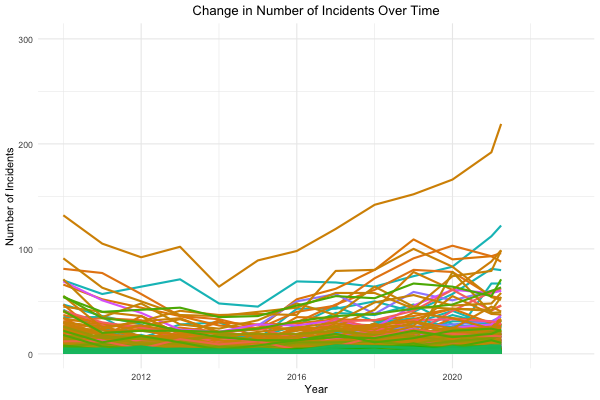 Change in Number of Incidents Over Time
300
200
100
0
Number of Incidents
2012
2016
2020
Year